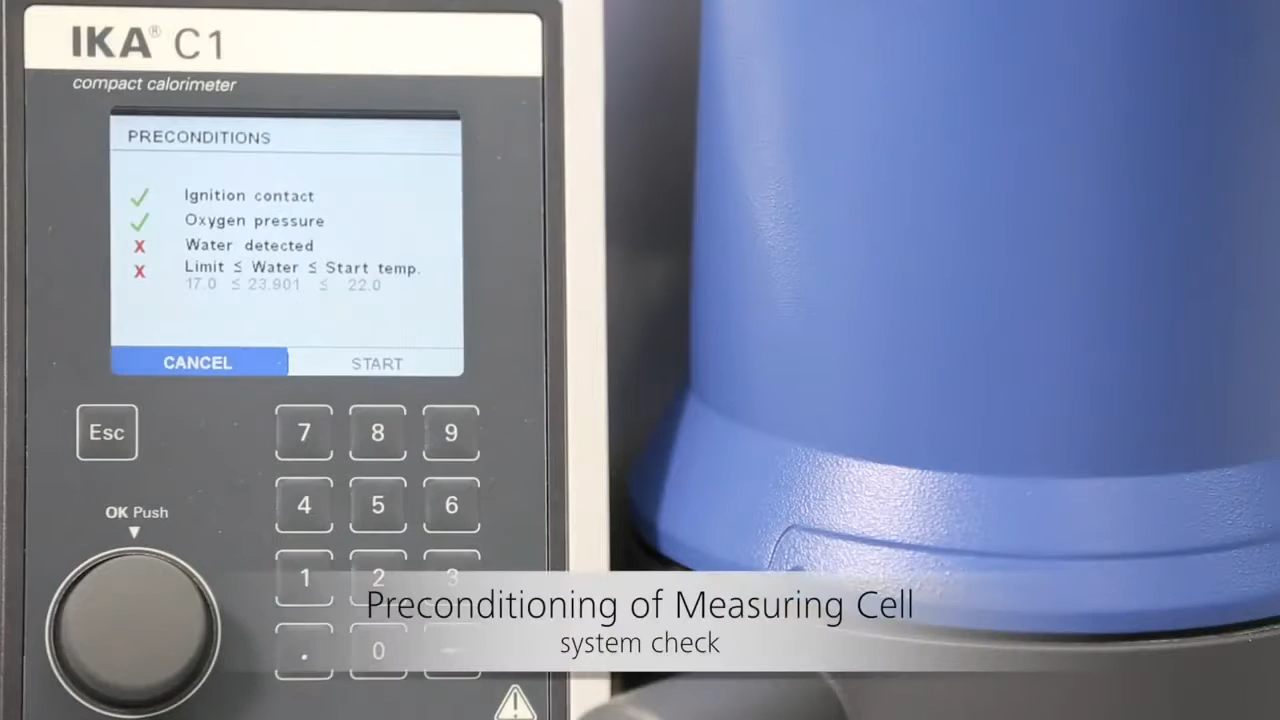 IKA® C1
compact calorimeter
PRECONDITIONS
✓ Ignition contact
✓ Oxygen pressure
x Water detected
x Limit ≤ Water ≤ Start temp.
17.0 ≤ 23.901 ≤ 22.0
CANCEL START
Esc
7 8 9
4 5 6
OK Push
1 2 3
Preconditioning of Measuring Cell
system check
. 0